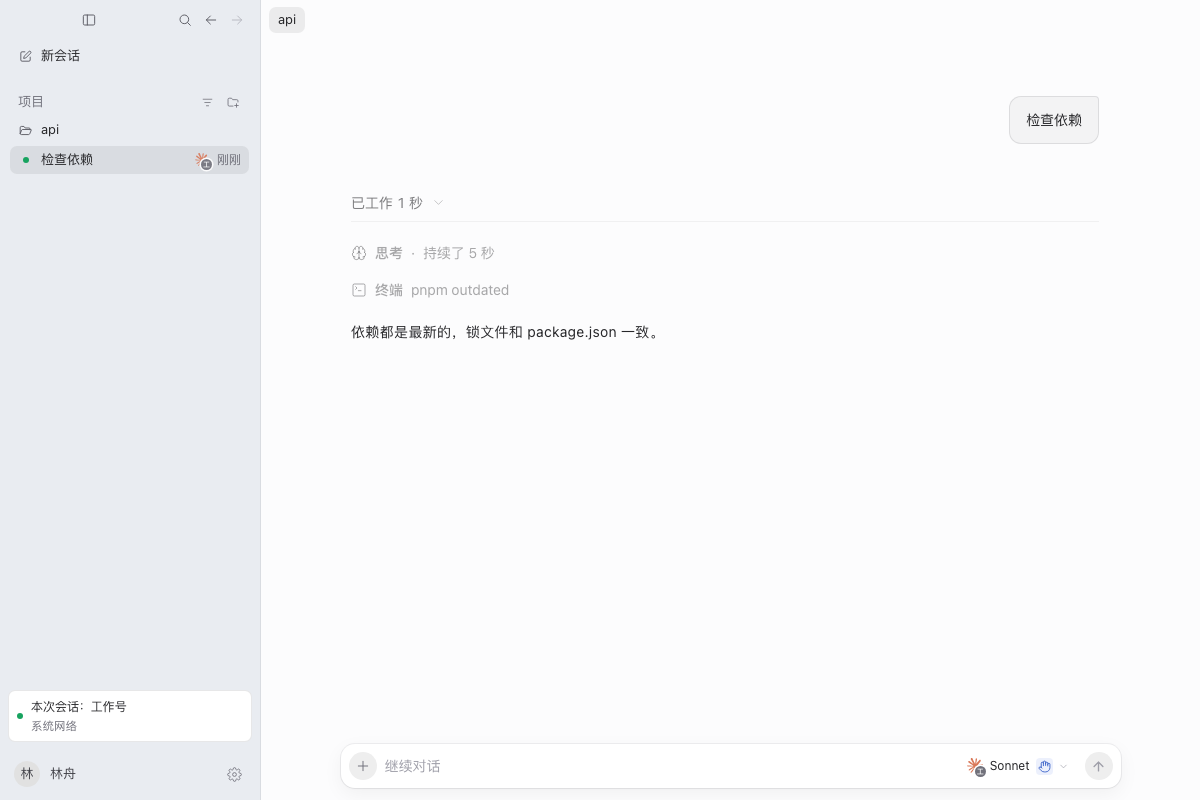 api
新会话
项目
api
检查依赖
工 刚刚
检查依赖
已工作 1 秒
思考 · 持续了 5 秒
终端 pnpm outdated
依赖都是最新的，锁文件和 package.json 一致。
本次会话：工作号
系统网络
林 林舟
继续对话
工 Sonnet